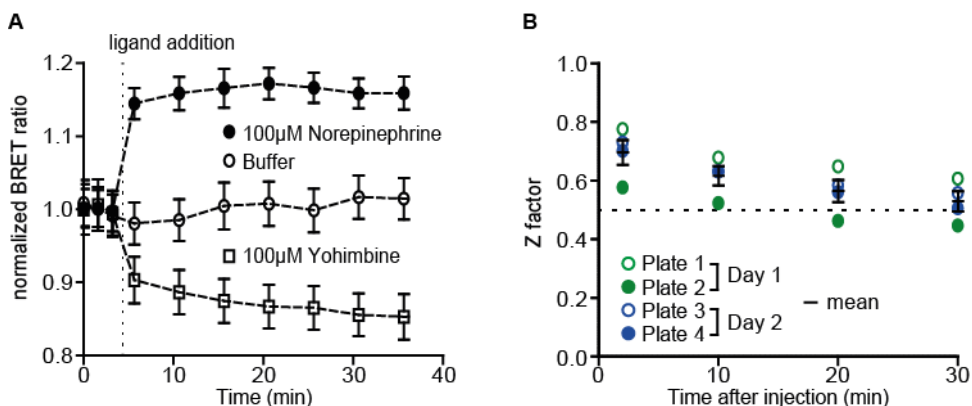 A
ligand addition
normalized BRET ratio
1.2
1.1
1.0
0.9
0.8
100µM Norepinephrine
Buffer
100µM Yohimbine
0 10 20 30 40
Time (min)
B
Z factor
1.0
0.8
0.6
0.4
0.2
0.0
Plate 1
Plate 2
Day 1
Plate 3
Plate 4
Day 2
mean
0 10 20 30
Time after injection (min)